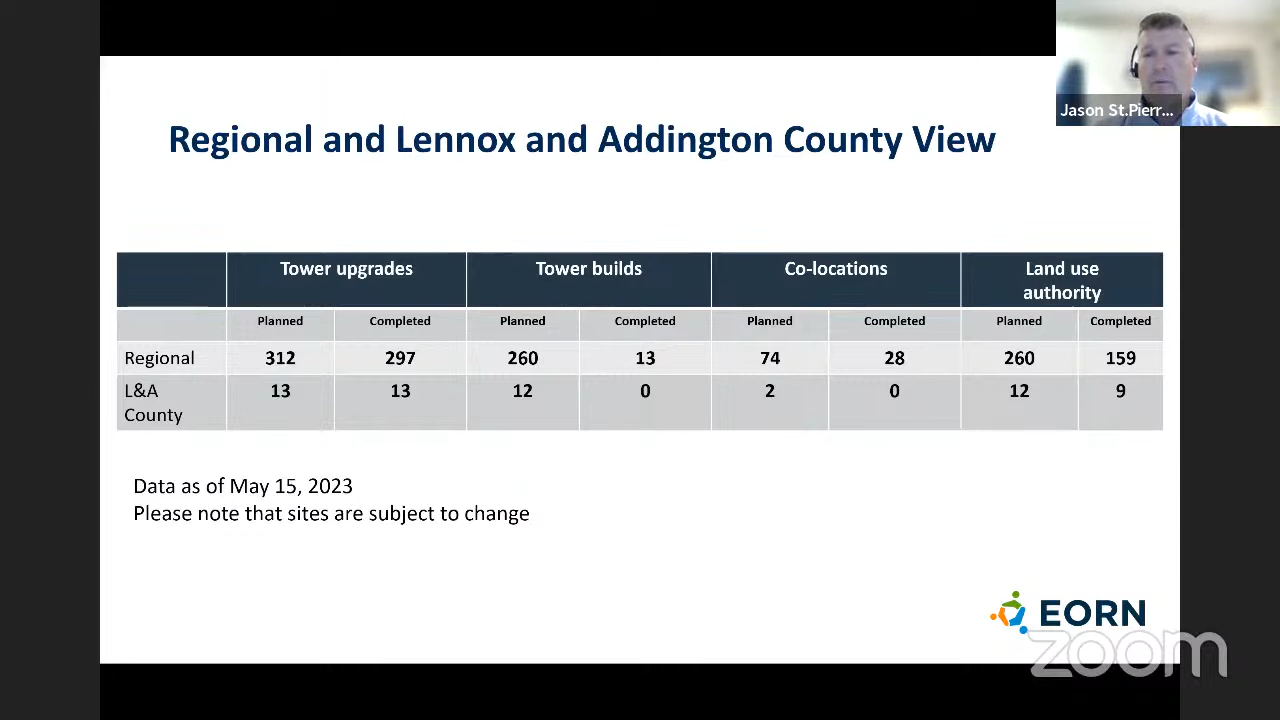 Jason St.Pierr...
Regional and Lennox and Addington County View
Tower upgrades Tower builds Co-locations Land use
authority
Planned Completed Planned Completed Planned Completed Planned Completed
Regional 312 297 260 13 74 28 260 159
L&A 13 13 12 0 2 0 12 9
County
Data as of May 15, 2023
Please note that sites are subject to change
EORN
zoom